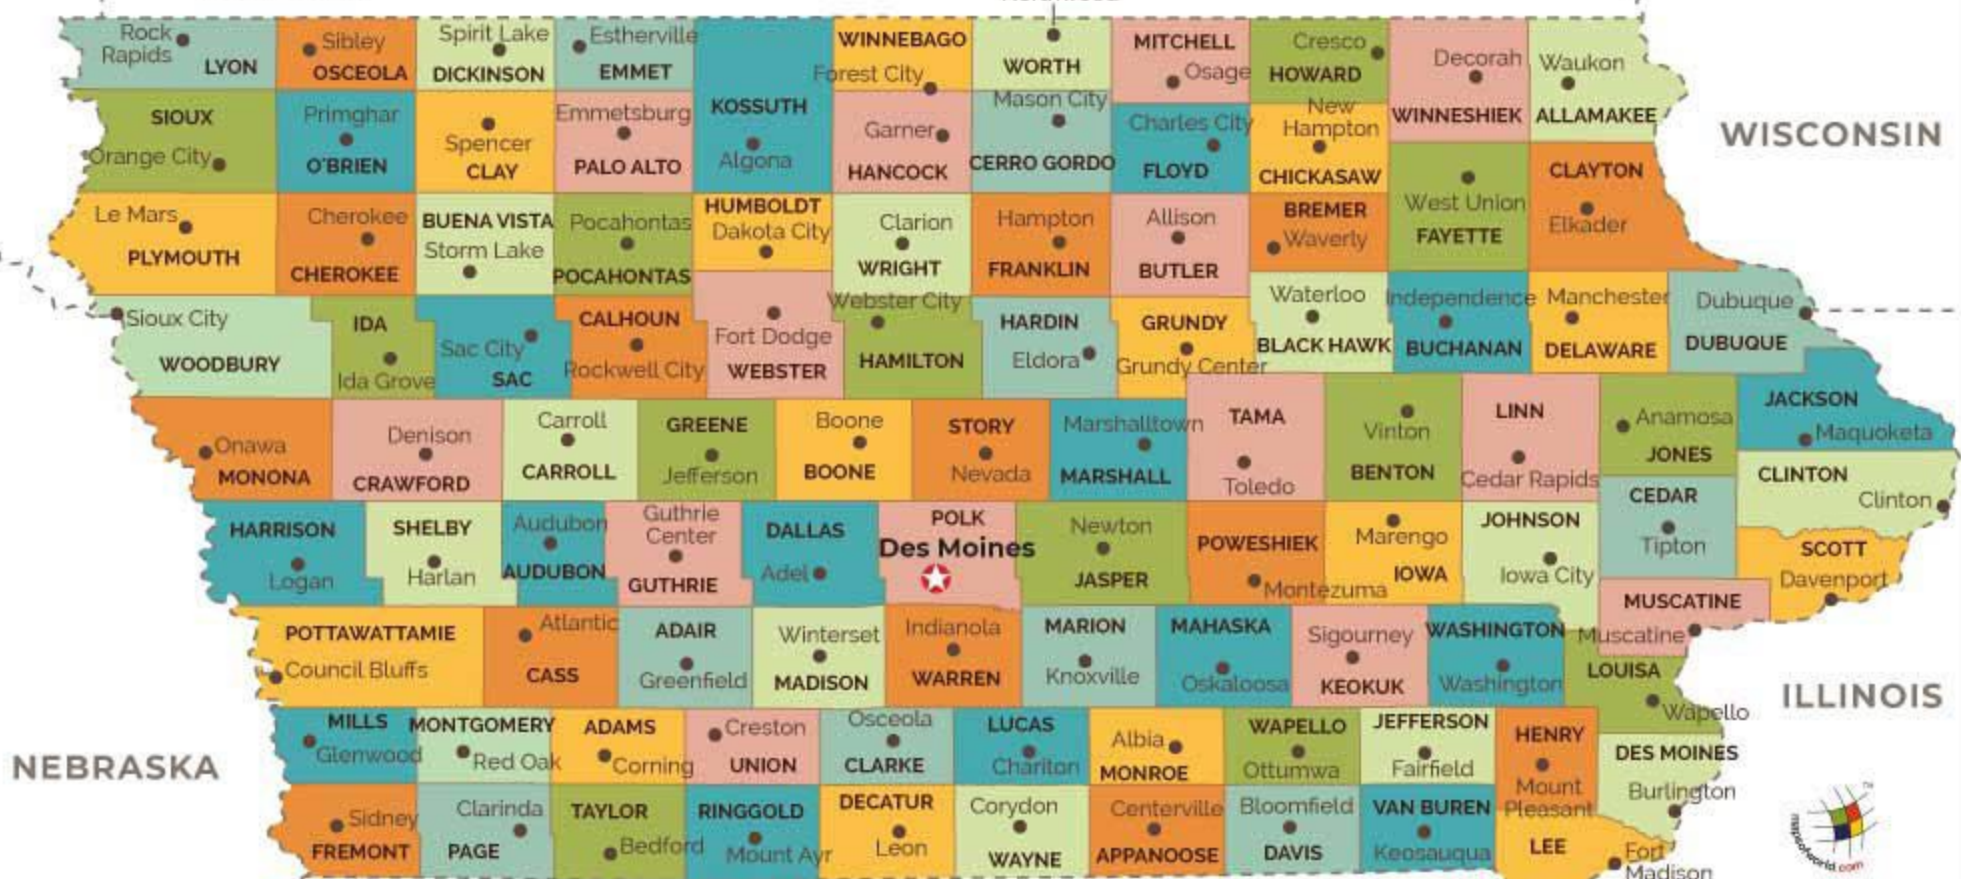 Rock
Rapids
LYON
Sibley
OSCEOLA
Spirit Lake
DICKINSON
Estherville
EMMET
KOSSUTH
Algona
WINNEBAGO
Forest City
WORTH
MITCHELL
Osage
Cresco
HOWARD
Decorah
WINNESHIEK
Waukon
ALLAMAKEE
WISCONSIN
SIOUX
Orange City
Primghar
O'BRIEN
Spencer
CLAY
Emmetsburg
PALO ALTO
Garner
HANCOCK
Mason City
CERRO GORDO
Charles City
FLOYD
New
Hampton
CHICKASAW
West Union
FAYETTE
CLAYTON
Elkader
Le Mars
PLYMOUTH
Cherokee
CHEROKEE
BUENA VISTA
Storm Lake
Pocahontas
POCAHONTAS
HUMBOLDT
Dakota City
Clarion
WRIGHT
Hampton
FRANKLIN
Allison
BUTLER
BREMER
Waverly
Sioux City
WOODBURY
IDA
Ida Grove
Sac City
SAC
CALHOUN
Rockwell City
Fort Dodge
WEBSTER
Webster City
HAMILTON
HARDIN
Eldora
GRUNDY
Grundy Center
Waterloo
BLACK HAWK
Independence
BUCHANAN
Manchester
DELAWARE
Dubuque
DUBUQUE
Onawa
MONONA
Denison
CRAWFORD
Carroll
CARROLL
GREENE
Jefferson
Boone
BOONE
STORY
Nevada
Marshalltown
MARSHALL
TAMA
Toledo
Vinton
BENTON
LINN
Cedar Rapids
Anamosa
JONES
JACKSON
Maquoketa
HARRISON
Logan
SHELBY
Harlan
Audubon
AUDUBON
Guthrie
Center
GUTHRIE
DALLAS
Adel
POLK
Des Moines
Newton
JASPER
POWESHIEK
Montezuma
Marengo
IOWA
JOHNSON
Iowa City
CEDAR
Tipton
CLINTON
Clinton
SCOTT
Davenport
MUSCATINE
Muscatine
POTTAWATTAMIE
Council Bluffs
Atlantic
CASS
ADAIR
Greenfield
Winterset
MADISON
Indianola
WARREN
MARION
Knoxville
MAHASKA
Oskaloosa
Sigourney
KEOKUK
WASHINGTON
Washington
LOUISA
Wapello
ILLINOIS
NEBRASKA
MILLS
Glenwood
MONTGOMERY
Red Oak
ADAMS
Corning
Creston
UNION
Osceola
CLARKE
LUCAS
Chariton
Albia
MONROE
WAPELLO
Ottumwa
JEFFERSON
Fairfield
HENRY
Mount
Pleasant
DES MOINES
Burlington
Sidney
FREMONT
Clarinda
PAGE
TAYLOR
Bedford
RINGGOLD
Mount Ayr
DECATUR
Leon
Corydon
WAYNE
Centerville
APPANOOSE
Bloomfield
DAVIS
VAN BUREN
Keosauqua
LEE
Fort
Madison
mapsofworld.com